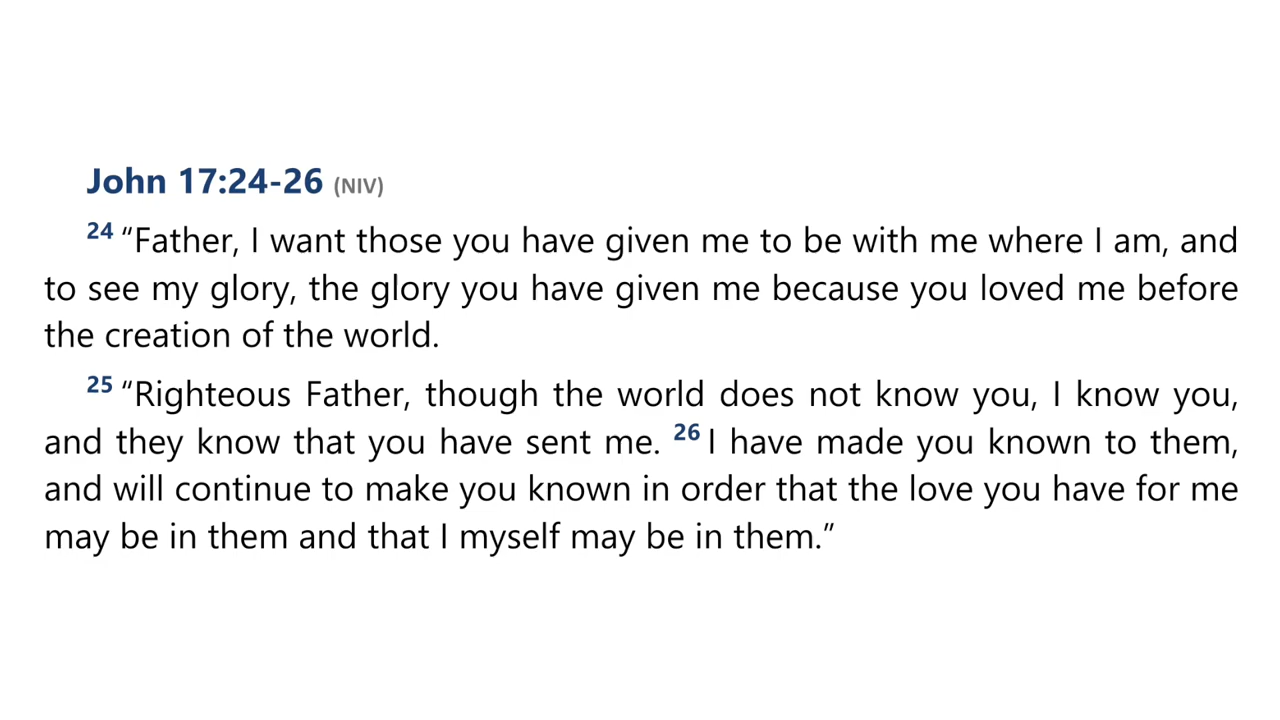 John 17:24-26 (NIV)
24 “Father, I want those you have given me to be with me where I am, and
to see my glory, the glory you have given me because you loved me before
the creation of the world.
25 “Righteous Father, though the world does not know you, I know you,
and they know that you have sent me. 26 I have made you known to them,
and will continue to make you known in order that the love you have for me
may be in them and that I myself may be in them.”